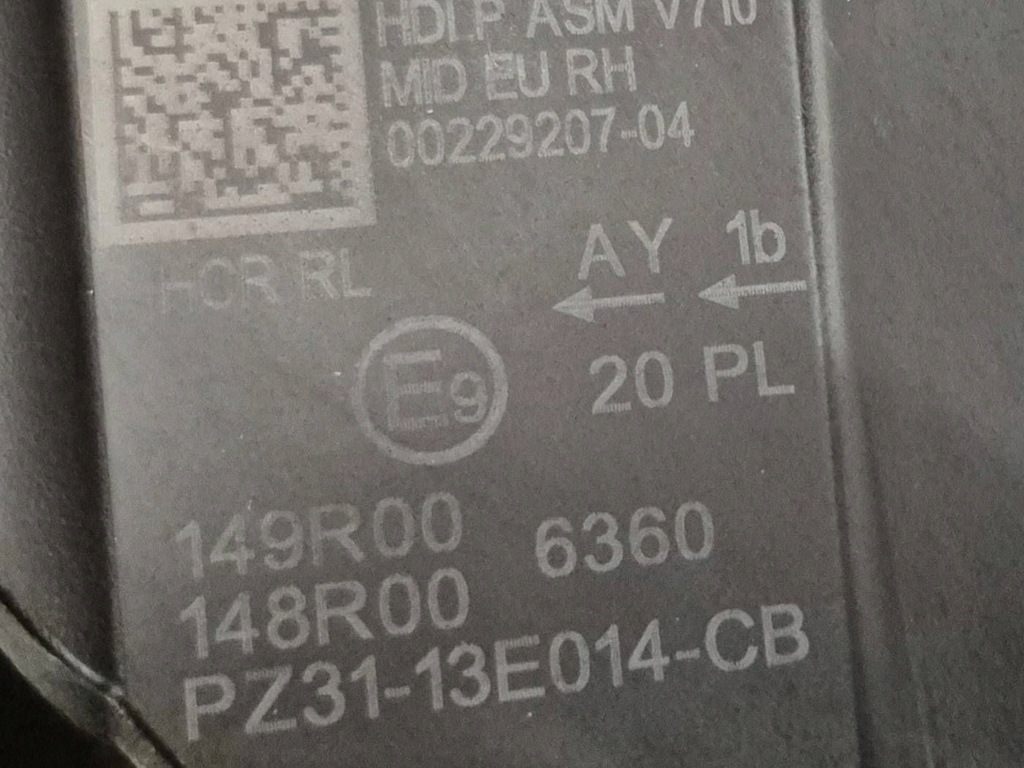 HDLP ASM V710
MID EU RH
00229207-04
AY 1b
HCR RL
E9
20 PL
149R00
6360
148R00
PZ31-13E014-CB